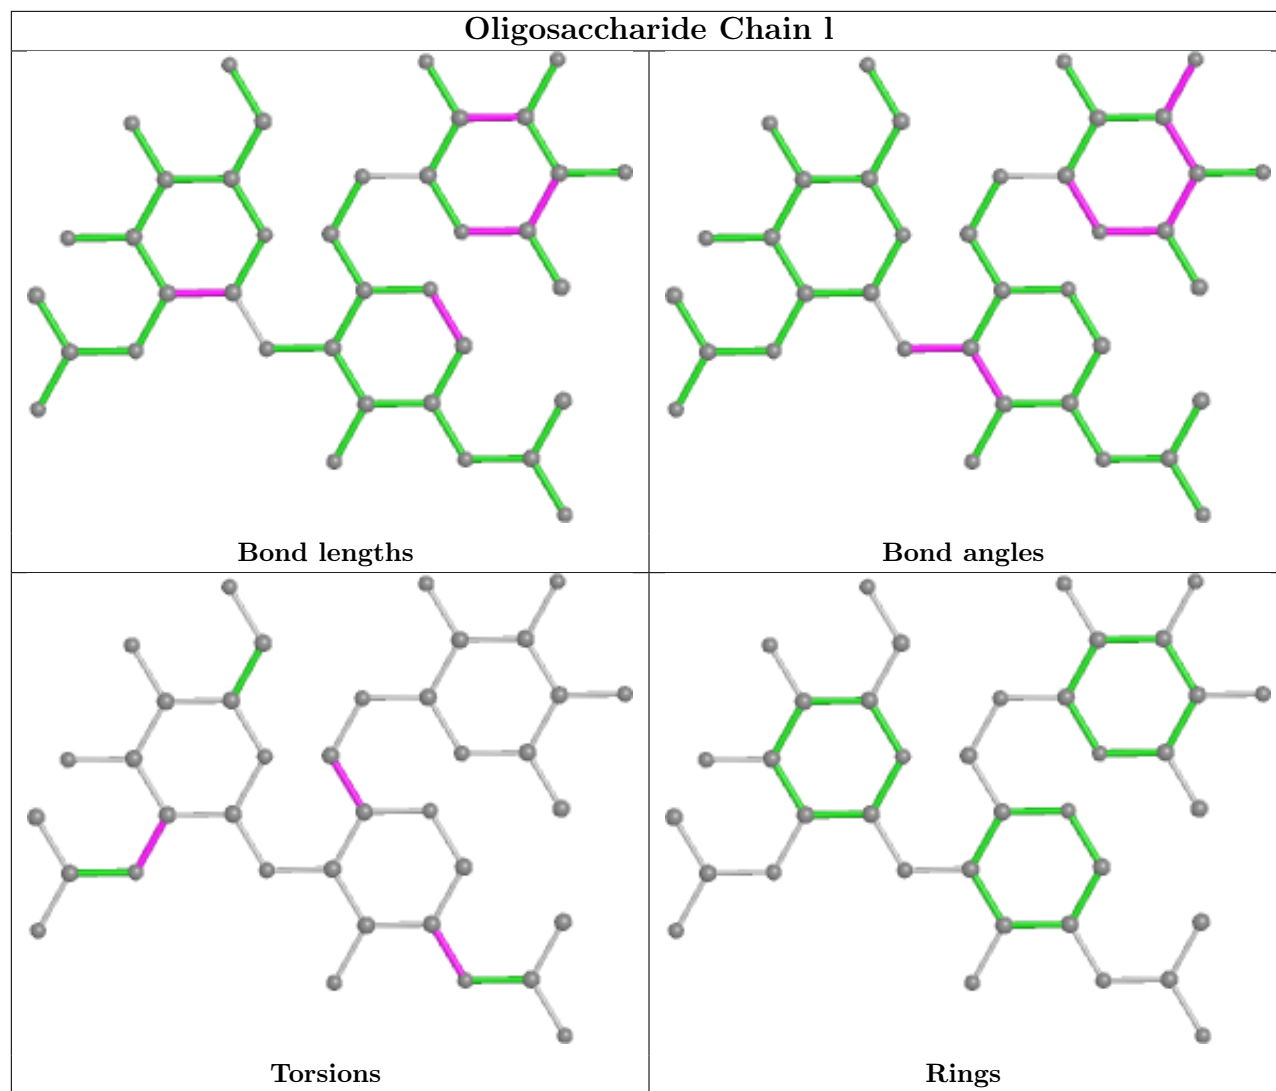 Oligosaccharide Chain l
Bond lengths
Bond angles
Torsions
Rings